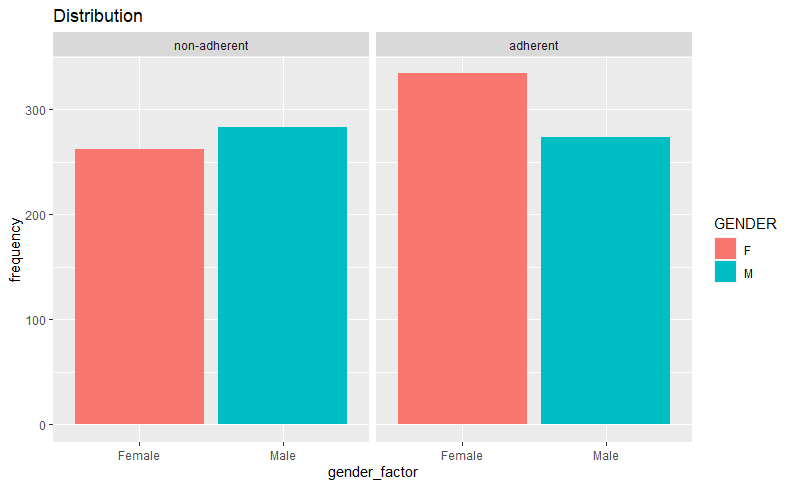 Distribution
non-adherent
adherent
frequency
300
200
100
0
Female
Male
Female
Male
gender_factor
GENDER
F
M